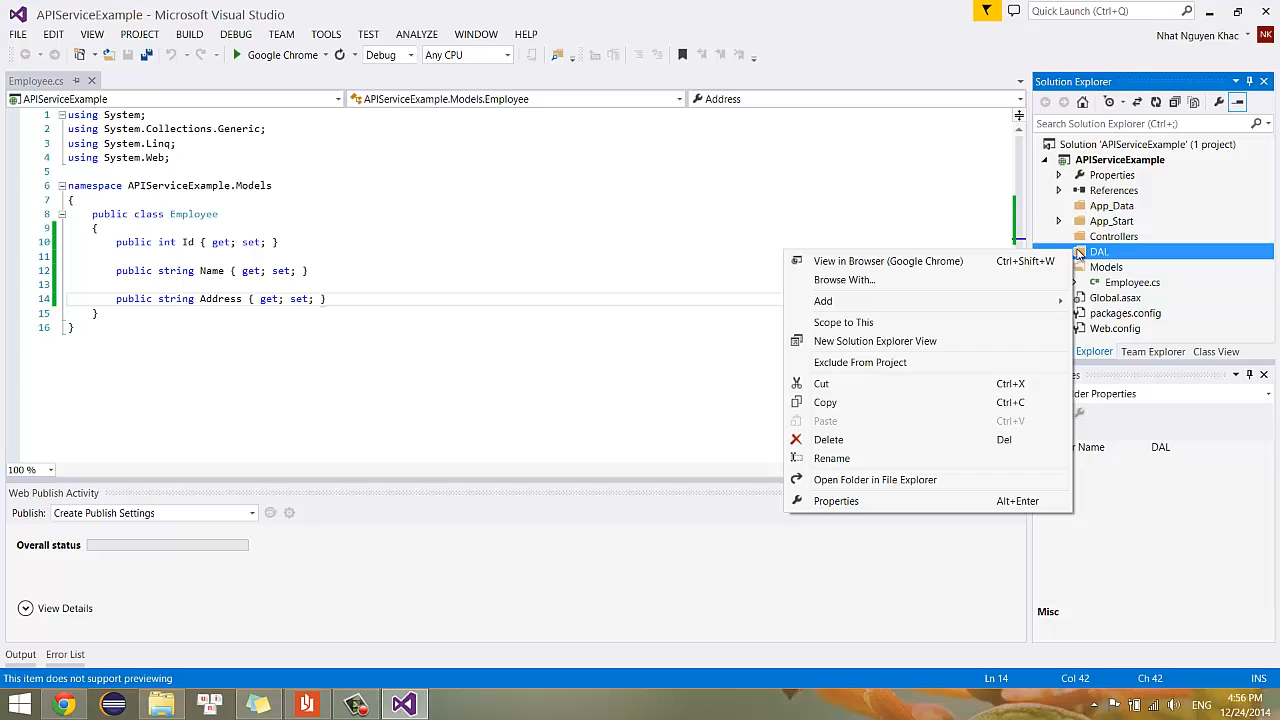 APIServiceExample - Microsoft Visual Studio
Quick Launch (Ctrl+Q)
FILE EDIT VIEW PROJECT BUILD DEBUG TEAM TOOLS TEST ANALYZE WINDOW HELP
Nhat Nguyen Khac NK
Google Chrome Debug Any CPU
Employee.cs
APIServiceExample APIServiceExample.Models.Employee Address
1 using System;
2 using System.Collections.Generic;
3 using System.Linq;
4 using System.Web;
5
6 namespace APIServiceExample.Models
7 {
8 public class Employee
9 {
10 public int Id { get; set; }
11
12 public string Name { get; set; }
13
14 public string Address { get; set; }
15 }
16 }
100 %
Solution Explorer
Search Solution Explorer (Ctrl+;)
Solution 'APIServiceExample' (1 project)
APIServiceExample
Properties
References
App_Data
App_Start
Controllers
DAL
Models
Employee.cs
Global.asax
packages.config
Web.config
Explorer Team Explorer Class View
View in Browser (Google Chrome) Ctrl+Shift+W
Browse With...
Add
Scope to This
New Solution Explorer View
Exclude From Project
Cut Ctrl+X
Copy Ctrl+C
Paste Ctrl+V
Delete Del
Rename
Open Folder in File Explorer
Properties Alt+Enter
Name DAL
Misc
Web Publish Activity
Publish: Create Publish Settings
Overall status
View Details
Output Error List
This item does not support previewing Ln 14 Col 42 Ch 42 INS
ENG
4:56 PM
12/24/2014